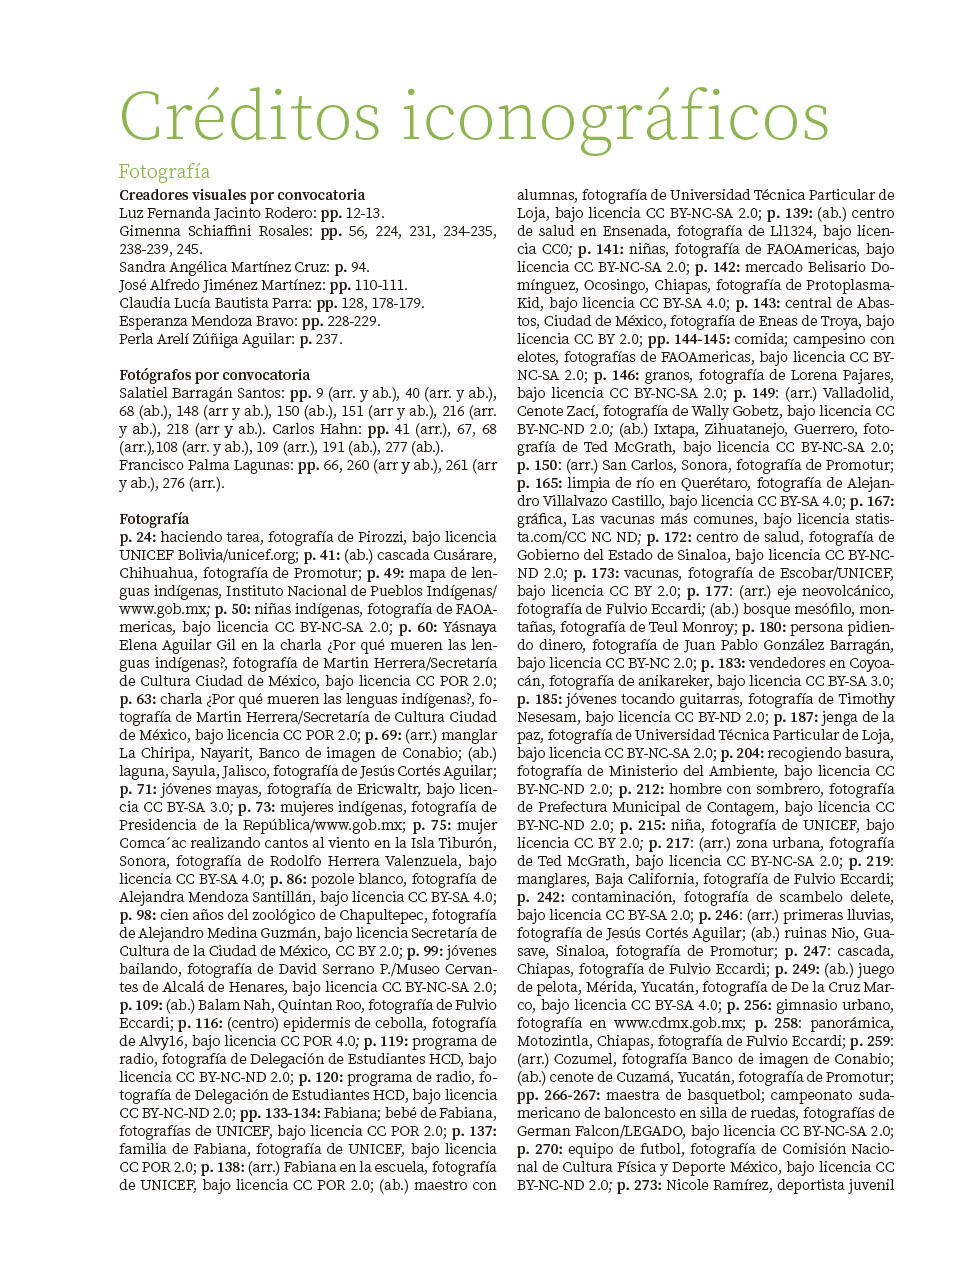 Créditos iconográficos
Fotografía
Creadores visuales por convocatoria
Luz Fernanda Jacinto Rodero: pp. 12-13.
Gimenna Schiaffini Rosales: pp. 56, 224, 231, 234-235,
238-239, 245.
Sandra Angélica Martínez Cruz: p. 94.
José Alfredo Jiménez Martínez: pp. 110-111.
Claudia Lucía Bautista Parra: pp. 128, 178-179.
Esperanza Mendoza Bravo: pp. 228-229.
Perla Arelí Zúñiga Aguilar: p. 237.
Fotógrafos por convocatoria
Salatiel Barragán Santos: pp. 9 (arr. y ab.), 40 (arr. y ab.),
68 (ab.), 148 (arr y ab.), 150 (ab.), 151 (arr y ab.), 216 (arr.
y ab.), 218 (arr y ab.). Carlos Hahn: pp. 41 (arr.), 67, 68
(arr.),108 (arr. y ab.), 109 (arr.), 191 (ab.), 277 (ab.).
Francisco Palma Lagunas: pp. 66, 260 (arr y ab.), 261 (arr
y ab.), 276 (arr.).
Fotografía
p. 24: haciendo tarea, fotografía de Pirozzi, bajo licencia
UNICEF Bolivia/unicef.org; p. 41: (ab.) cascada Cusárare,
Chihuahua, fotografía de Promotur; p. 49: mapa de len-
guas indígenas, Instituto Nacional de Pueblos Indígenas/
www.gob.mx; p. 50: niñas indígenas, fotografía de FAOA-
mericas, bajo licencia CC BY-NC-SA 2.0; p. 60: Yásnaya
Elena Aguilar Gil en la charla ¿Por qué mueren las len-
guas indígenas?, fotografía de Martin Herrera/Secretaría
de Cultura Ciudad de México, bajo licencia CC POR 2.0;
p. 63: charla ¿Por qué mueren las lenguas indígenas?, fo-
tografía de Martin Herrera/Secretaría de Cultura Ciudad
de México, bajo licencia CC POR 2.0; p. 69: (arr.) manglar
La Chiripa, Nayarit, Banco de imagen de Conabio; (ab.)
laguna, Sayula, Jalisco, fotografía de Jesús Cortés Aguilar;
p. 71: jóvenes mayas, fotografía de Ericwaltr, bajo licen-
cia CC BY-SA 3.0; p. 73: mujeres indígenas, fotografía de
Presidencia de la República/www.gob.mx; p. 75: mujer
Comca´ac realizando cantos al viento en la Isla Tiburón,
Sonora, fotografía de Rodolfo Herrera Valenzuela, bajo
licencia CC BY-SA 4.0; p. 86: pozole blanco, fotografía de
Alejandra Mendoza Santillán, bajo licencia CC BY-SA 4.0;
p. 98: cien años del zoológico de Chapultepec, fotografía
de Alejandro Medina Guzmán, bajo licencia Secretaría de
Cultura de la Ciudad de México, CC BY 2.0; p. 99: jóvenes
bailando, fotografía de David Serrano P./Museo Cervan-
tes de Alcalá de Henares, bajo licencia CC BY-NC-SA 2.0;
p. 109: (ab.) Balam Nah, Quintan Roo, fotografía de Fulvio
Eccardi; p. 116: (centro) epidermis de cebolla, fotografía
de Alvy16, bajo licencia CC POR 4.0; p. 119: programa de
radio, fotografía de Delegación de Estudiantes HCD, bajo
licencia CC BY-NC-ND 2.0; p. 120: programa de radio, fo-
tografía de Delegación de Estudiantes HCD, bajo licencia
CC BY-NC-ND 2.0; pp. 133-134: Fabiana; bebé de Fabiana,
fotografías de UNICEF, bajo licencia CC POR 2.0; p. 137:
familia de Fabiana, fotografía de UNICEF, bajo licencia
CC POR 2.0; p. 138: (arr.) Fabiana en la escuela, fotografía
de UNICEF, bajo licencia CC POR 2.0; (ab.) maestro con
alumnas, fotografía de Universidad Técnica Particular de
Loja, bajo licencia CC BY-NC-SA 2.0; p. 139: (ab.) centro
de salud en Ensenada, fotografía de Ll1324, bajo licen-
cia CC0; p. 141: niñas, fotografía de FAOAmericas, bajo
licencia CC BY-NC-SA 2.0; p. 142: mercado Belisario Do-
mínguez, Ocosingo, Chiapas, fotografía de Protoplasma-
Kid, bajo licencia CC BY-SA 4.0; p. 143: central de Abas-
tos, Ciudad de México, fotografía de Eneas de Troya, bajo
licencia CC BY 2.0; pp. 144-145: comida; campesino con
elotes, fotografías de FAOAmericas, bajo licencia CC BY-
NC-SA 2.0; p. 146: granos, fotografía de Lorena Pajares,
bajo licencia CC BY-NC-SA 2.0; p. 149: (arr.) Valladolid,
Cenote Zací, fotografía de Wally Gobetz, bajo licencia CC
BY-NC-ND 2.0; (ab.) Ixtapa, Zihuatanejo, Guerrero, foto-
grafía de Ted McGrath, bajo licencia CC BY-NC-SA 2.0;
p. 150: (arr.) San Carlos, Sonora, fotografía de Promotur;
p. 165: limpia de río en Querétaro, fotografía de Alejan-
dro Villalvazo Castillo, bajo licencia CC BY-SA 4.0; p. 167:
gráfica, Las vacunas más comunes, bajo licencia statis-
ta.com/CC NC ND; p. 172: centro de salud, fotografía de
Gobierno del Estado de Sinaloa, bajo licencia CC BY-NC-
ND 2.0; p. 173: vacunas, fotografía de Escobar/UNICEF,
bajo licencia CC BY 2.0; p. 177: (arr.) eje neovolcánico,
fotografía de Fulvio Eccardi; (ab.) bosque mesófilo, mon-
tañas, fotografía de Teul Monroy; p. 180: persona pidien-
do dinero, fotografía de Juan Pablo González Barragán,
bajo licencia CC BY-NC 2.0; p. 183: vendedores en Coyoa-
cán, fotografía de anikareker, bajo licencia CC BY-SA 3.0;
p. 185: jóvenes tocando guitarras, fotografía de Timothy
Nesesam, bajo licencia CC BY-ND 2.0; p. 187: jenga de la
paz, fotografía de Universidad Técnica Particular de Loja,
bajo licencia CC BY-NC-SA 2.0; p. 204: recogiendo basura,
fotografía de Ministerio del Ambiente, bajo licencia CC
BY-NC-ND 2.0; p. 212: hombre con sombrero, fotografía
de Prefectura Municipal de Contagem, bajo licencia CC
BY-NC-ND 2.0; p. 215: niña, fotografía de UNICEF, bajo
licencia CC BY 2.0; p. 217: (arr.) zona urbana, fotografía
de Ted McGrath, bajo licencia CC BY-NC-SA 2.0; p. 219:
manglares, Baja California, fotografía de Fulvio Eccardi;
p. 242: contaminación, fotografía de scambelo delete,
bajo licencia CC BY-SA 2.0; p. 246: (arr.) primeras lluvias,
fotografía de Jesús Cortés Aguilar; (ab.) ruinas Nio, Gua-
save, Sinaloa, fotografía de Promotur; p. 247: cascada,
Chiapas, fotografía de Fulvio Eccardi; p. 249: (ab.) juego
de pelota, Mérida, Yucatán, fotografía de De la Cruz Mar-
co, bajo licencia CC BY-SA 4.0; p. 256: gimnasio urbano,
fotografía en www.cdmx.gob.mx; p. 258: panorámica,
Motozintla, Chiapas, fotografía de Fulvio Eccardi; p. 259:
(arr.) Cozumel, fotografía Banco de imagen de Conabio;
(ab.) cenote de Cuzamá, Yucatán, fotografía de Promotur;
pp. 266-267: maestra de basquetbol; campeonato suda-
mericano de baloncesto en silla de ruedas, fotografías de
German Falcon/LEGADO, bajo licencia CC BY-NC-SA 2.0;
p. 270: equipo de futbol, fotografía de Comisión Nacio-
nal de Cultura Física y Deporte México, bajo licencia CC
BY-NC-ND 2.0; p. 273: Nicole Ramírez, deportista juvenil